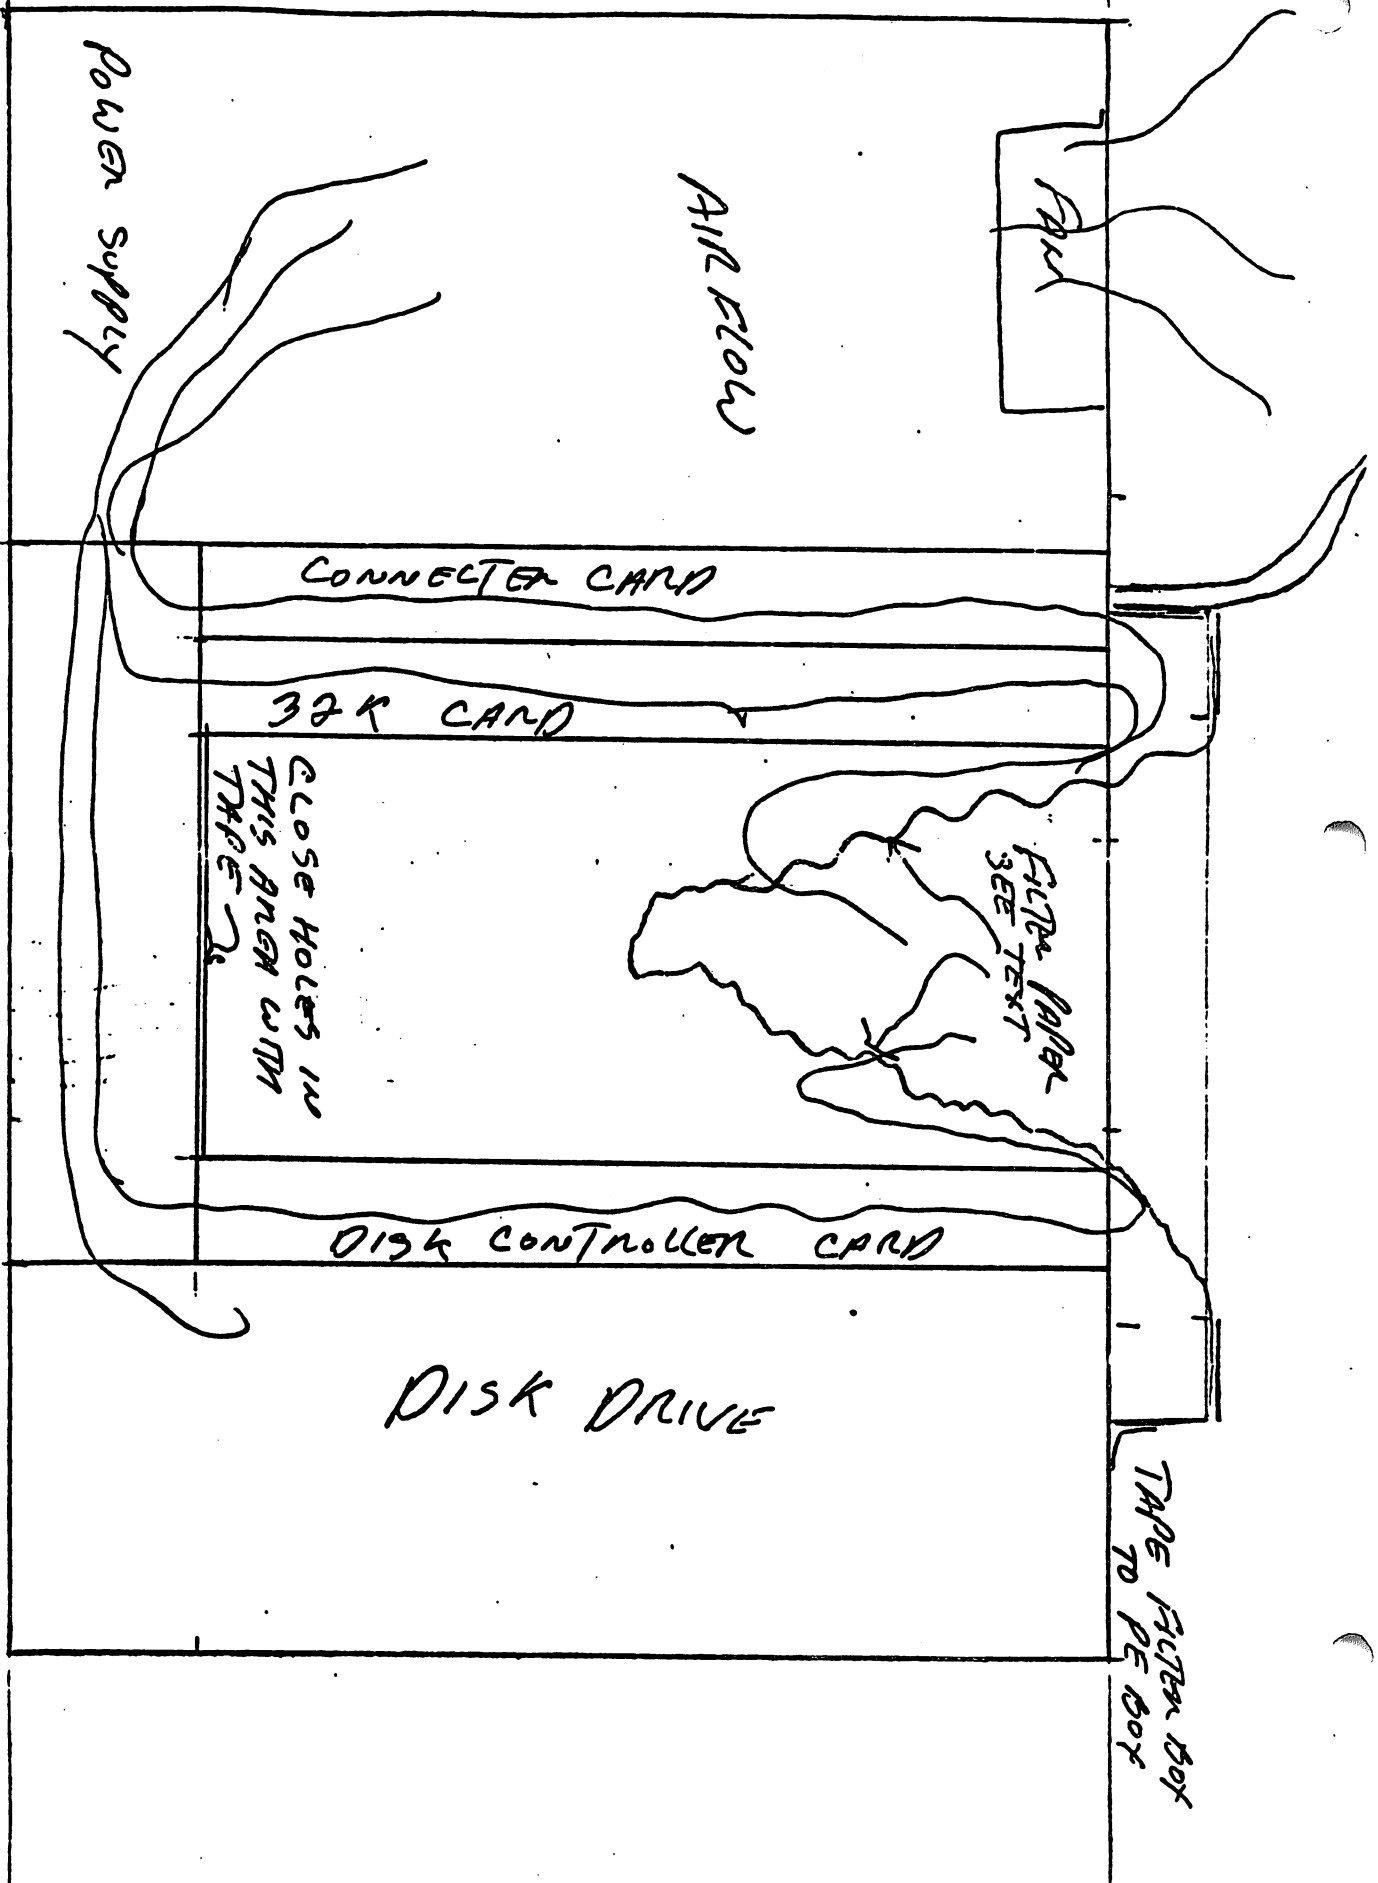 POWER SUPPLY
AIR FLOW
FAN
CONNECTER CARD
32K CARD
CLOSE HOLES IN
THIS AREA WITH
TAPE
FILTER PAPER
SEE TEXT
DISK CONTROLLER CARD
DISK DRIVE
TAPE FILTER BOX
TO PE BOX